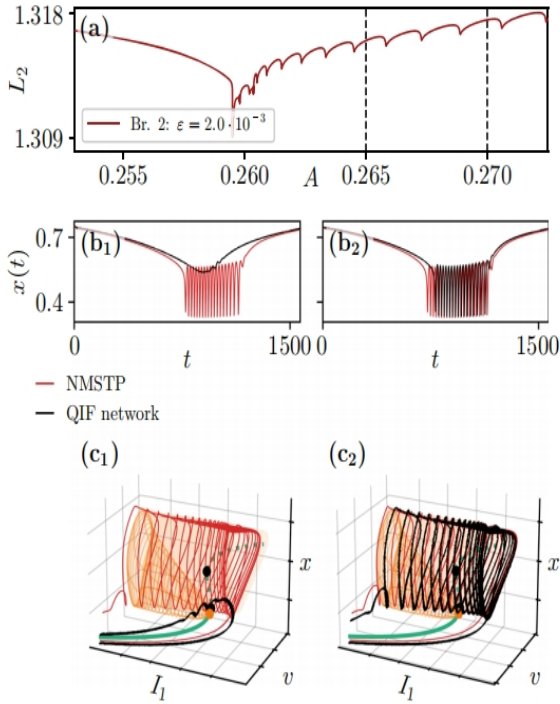 1.318
(a)
L₂
Br. 2: ε = 2.0 · 10⁻³
1.309
0.255 0.260 A 0.265 0.270
(b₁) (b₂)
0.7
x(t)
0.4
t 1500 0 t 1500
NMSTP
QIF network
(c₁) (c₂)
x x
I₁ v I₁ v